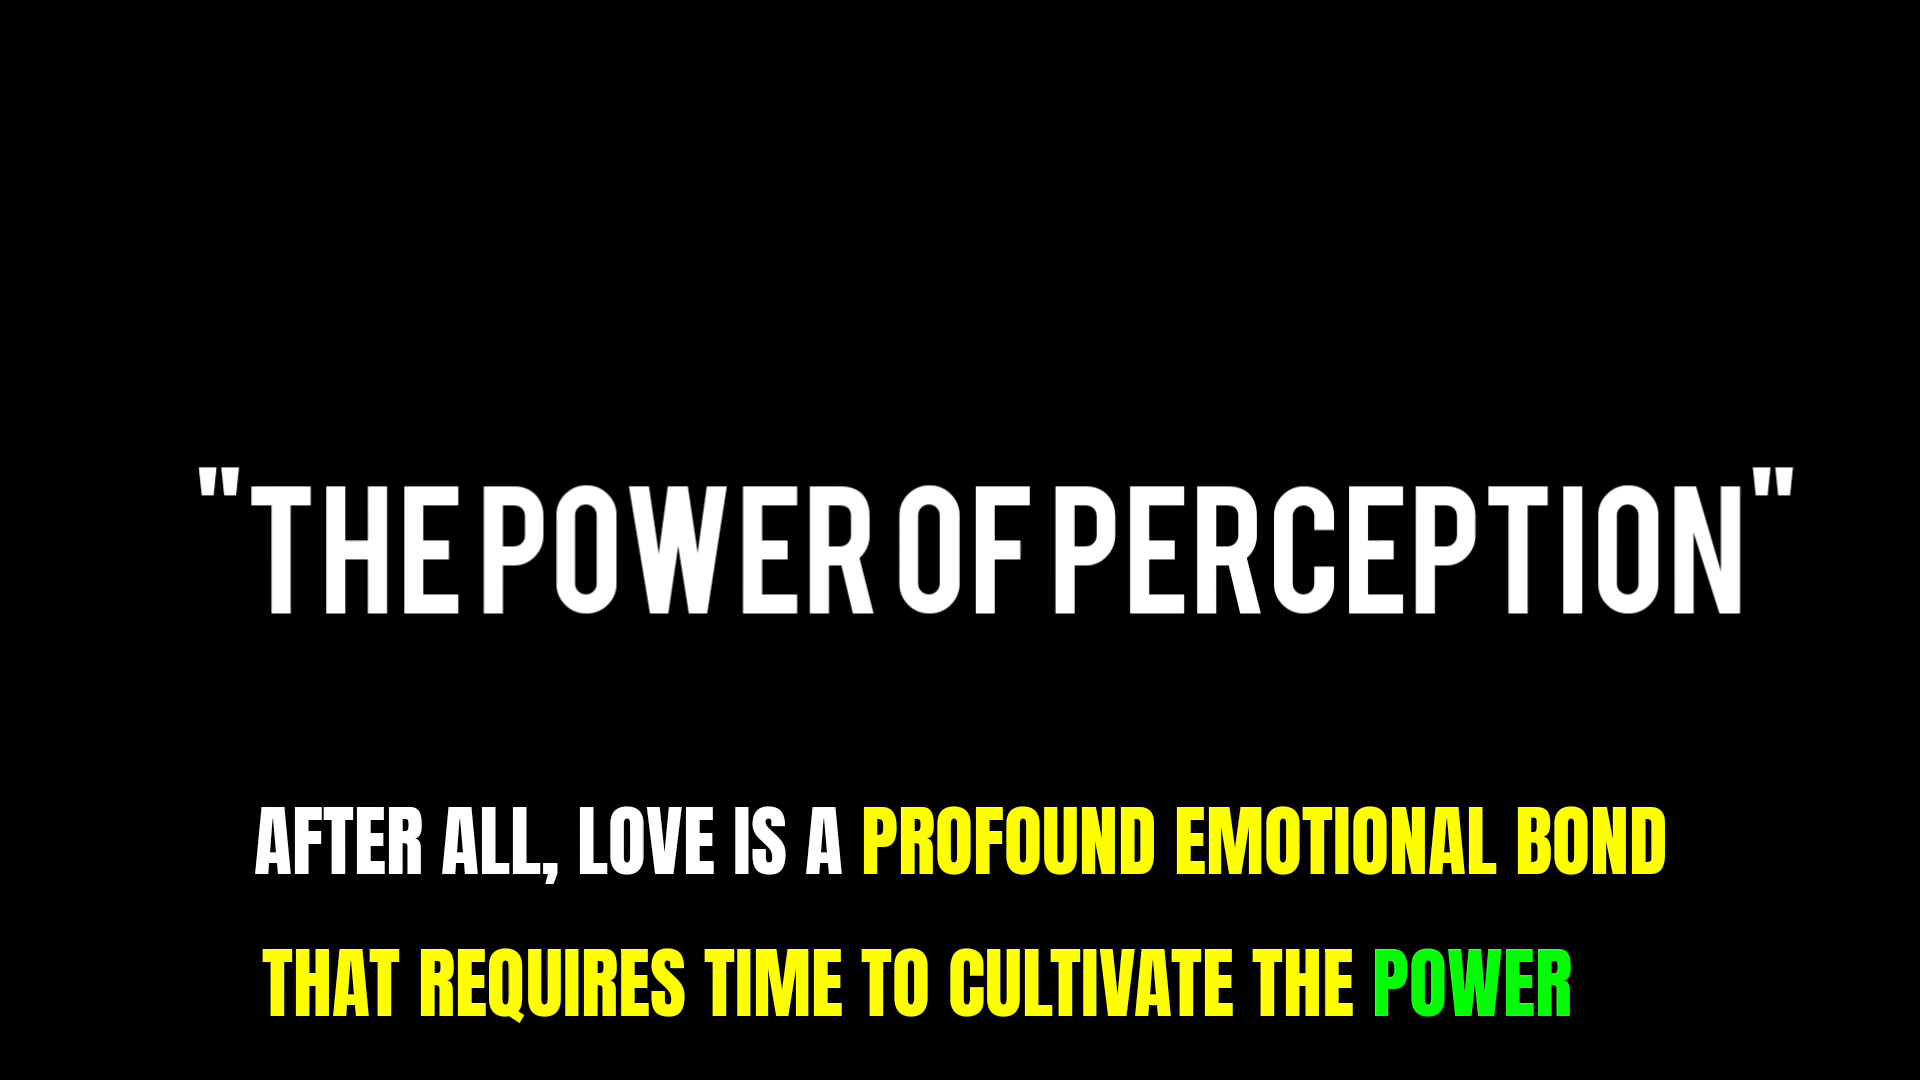 "THE POWER OF PERCEPTION"
AFTER ALL, LOVE IS A PROFOUND EMOTIONAL BOND
THAT REQUIRES TIME TO CULTIVATE THE POWER